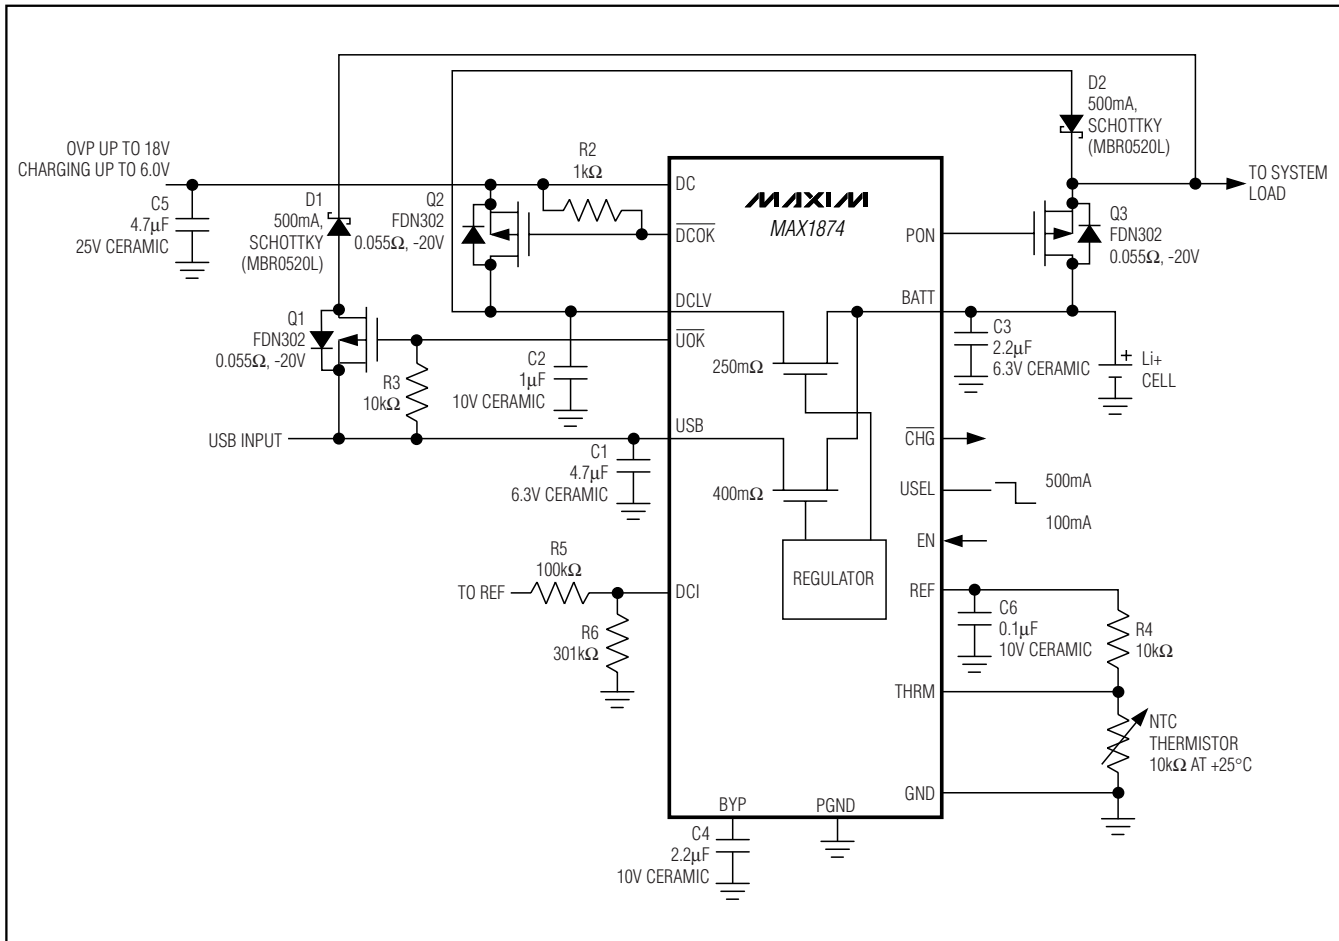 D2
500mA,
SCHOTTKY
(MBR0520L)
OVP UP TO 18V
CHARGING UP TO 6.0V
C5
4.7μF
25V CERAMIC
D1
500mA,
SCHOTTKY
(MBR0520L)
Q2
FDN302
0.055Ω, -20V
R2
1kΩ
DC
MAXIM
MAX1874
DCOK
PON
TO SYSTEM
LOAD
Q3
FDN302
0.055Ω, -20V
Q1
FDN302
0.055Ω, -20V
DCLV
BATT
UOK
R3
10kΩ
C2
1μF
10V CERAMIC
250mΩ
C3
2.2μF
6.3V CERAMIC
+
Li+
CELL
USB INPUT
USB
C1
4.7μF
6.3V CERAMIC
400mΩ
CHG
USEL
500mA
100mA
EN
REGULATOR
R5
100kΩ
TO REF
DCI
R6
301kΩ
REF
C6
0.1μF
10V CERAMIC
R4
10kΩ
THRM
NTC
THERMISTOR
10kΩ AT +25°C
GND
BYP
PGND
C4
2.2μF
10V CERAMIC